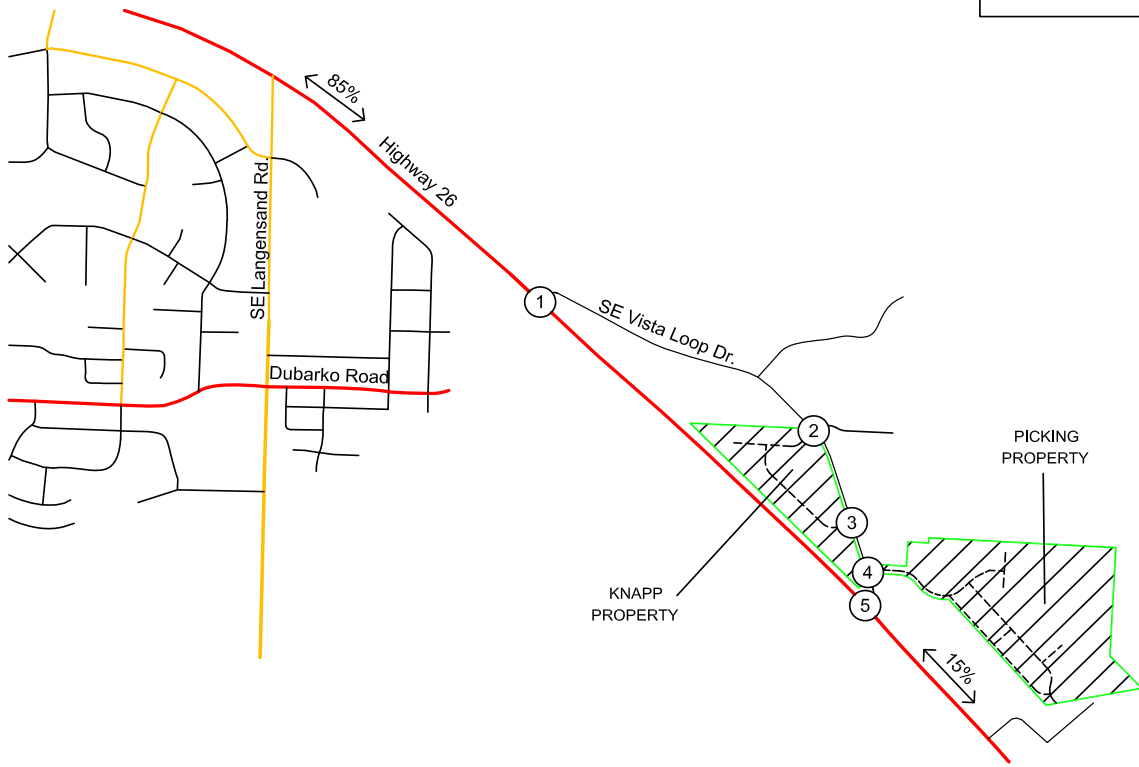 85%
Highway 26
SE Langensand Rd.
1
SE Vista Loop Dr.
Dubarko Road
2
PICKING
PROPERTY
3
4
KNAPP
PROPERTY
5
15%